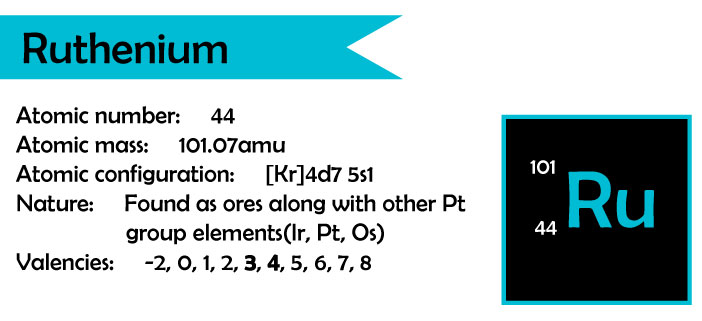 Ruthenium
Atomic number: 44
Atomic mass: 101.07amu
Atomic configuration: [Kr]4d7 5s1
Nature: Found as ores along with other Pt
group elements(Ir, Pt, Os)
Valencies: -2, 0, 1, 2, 3, 4, 5, 6, 7, 8
101
44
Ru